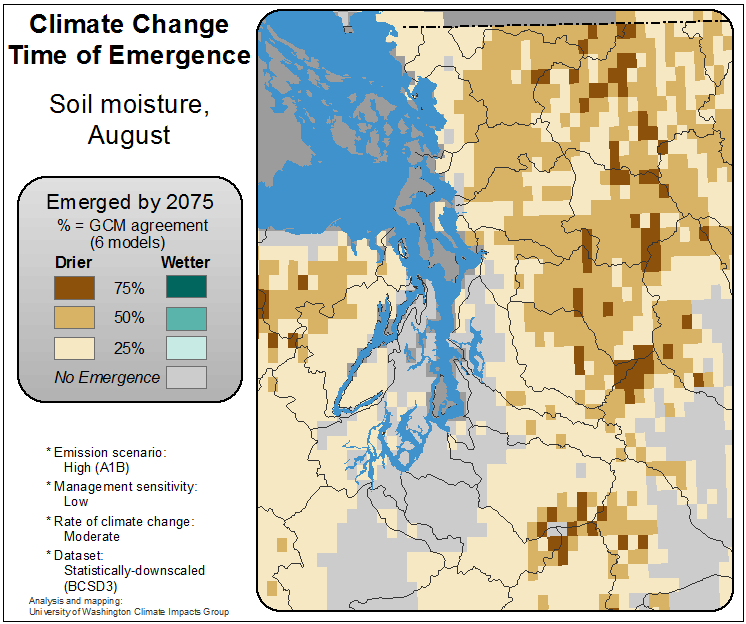 Climate Change
Time of Emergence
Soil moisture,
August
Emerged by 2075
% = GCM agreement
(6 models)
Drier Wetter
75%
50%
25%
No Emergence
* Emission scenario:
High (A1B)
* Management sensitivity:
Low
* Rate of climate change:
Moderate
* Dataset:
Statistically-downscaled
(BCSD3)
Analysis and mapping:
University of Washington Climate Impacts Group